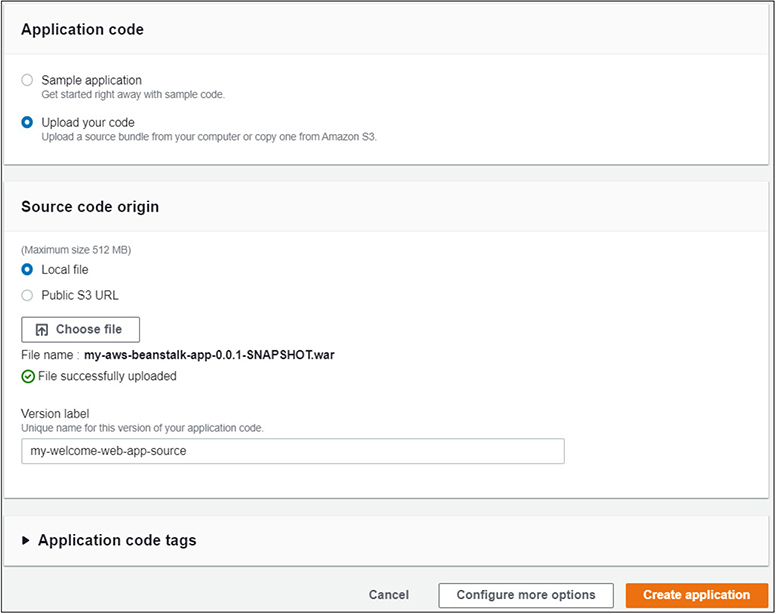 Application code
Sample application
Get started right away with sample code.
Upload your code
Upload a source bundle from your computer or copy one from Amazon S3.
Source code origin
(Maximum size 512 MB)
Local file
Public S3 URL
Choose file
File name : my-aws-beanstalk-app-0.0.1-SNAPSHOT.war
File successfully uploaded
Version label
Unique name for this version of your application code.
my-welcome-web-app-source
Application code tags
Cancel Configure more options Create application